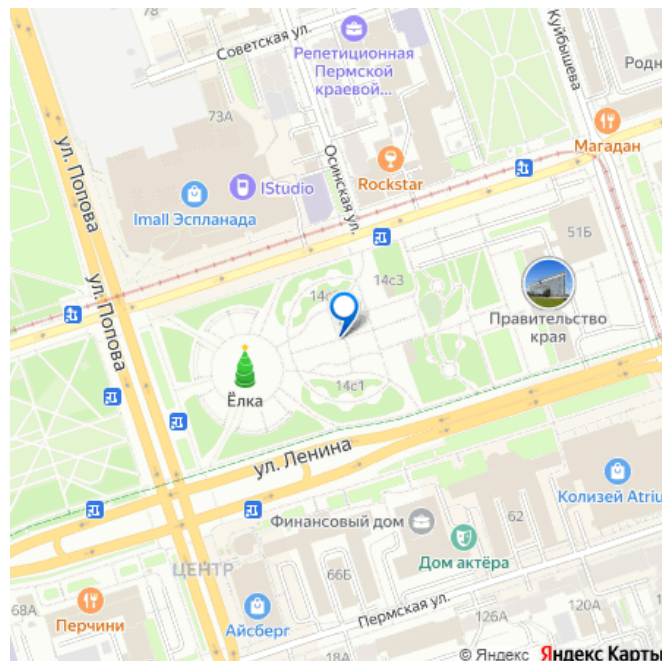 78
Советская ул.
Репетиционная
Пермской
краевой...
Куйбышева
Родн
73А
ул. Попова
Imall Эспланада
IStudio
Осинская ул.
Rockstar
Магадан
51Б
14с3
Правительство
края
ул. Попова
Ёлка
14с1
ул. Ленина
Колизей Atriu
Финансовый дом
62
Дом актёра
ЦЕНТР
66Б
68А
Перчини
Айсберг
Пермская ул.
126А
120А
18А
© Яндекс Яндекс Карты